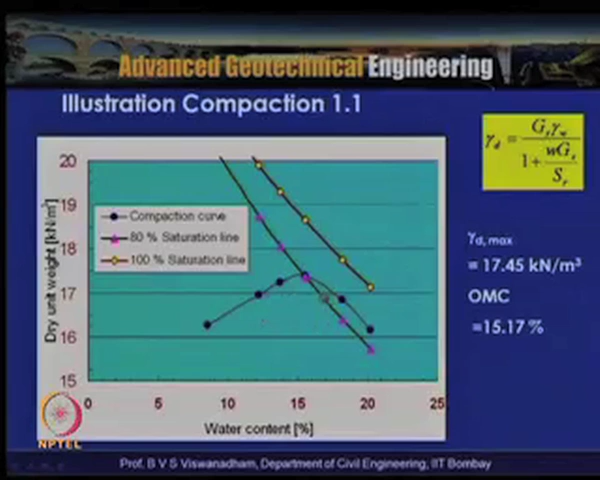 Advanced Geotechnical Engineering
Illustration Compaction 1.1
γd = Gsγw / 1 + wGs / Sr
20
19
18
17
16
15
Dry unit weight [kN/m³]
Compaction curve
80 % Saturation line
100 % Saturation line
0 5 10 15 20 25
Water content [%]
γd, max
= 17.45 kN/m³
OMC
=15.17 %
NPTEL
Prof. B V S Viswanadham, Department of Civil Engineering, IIT Bombay